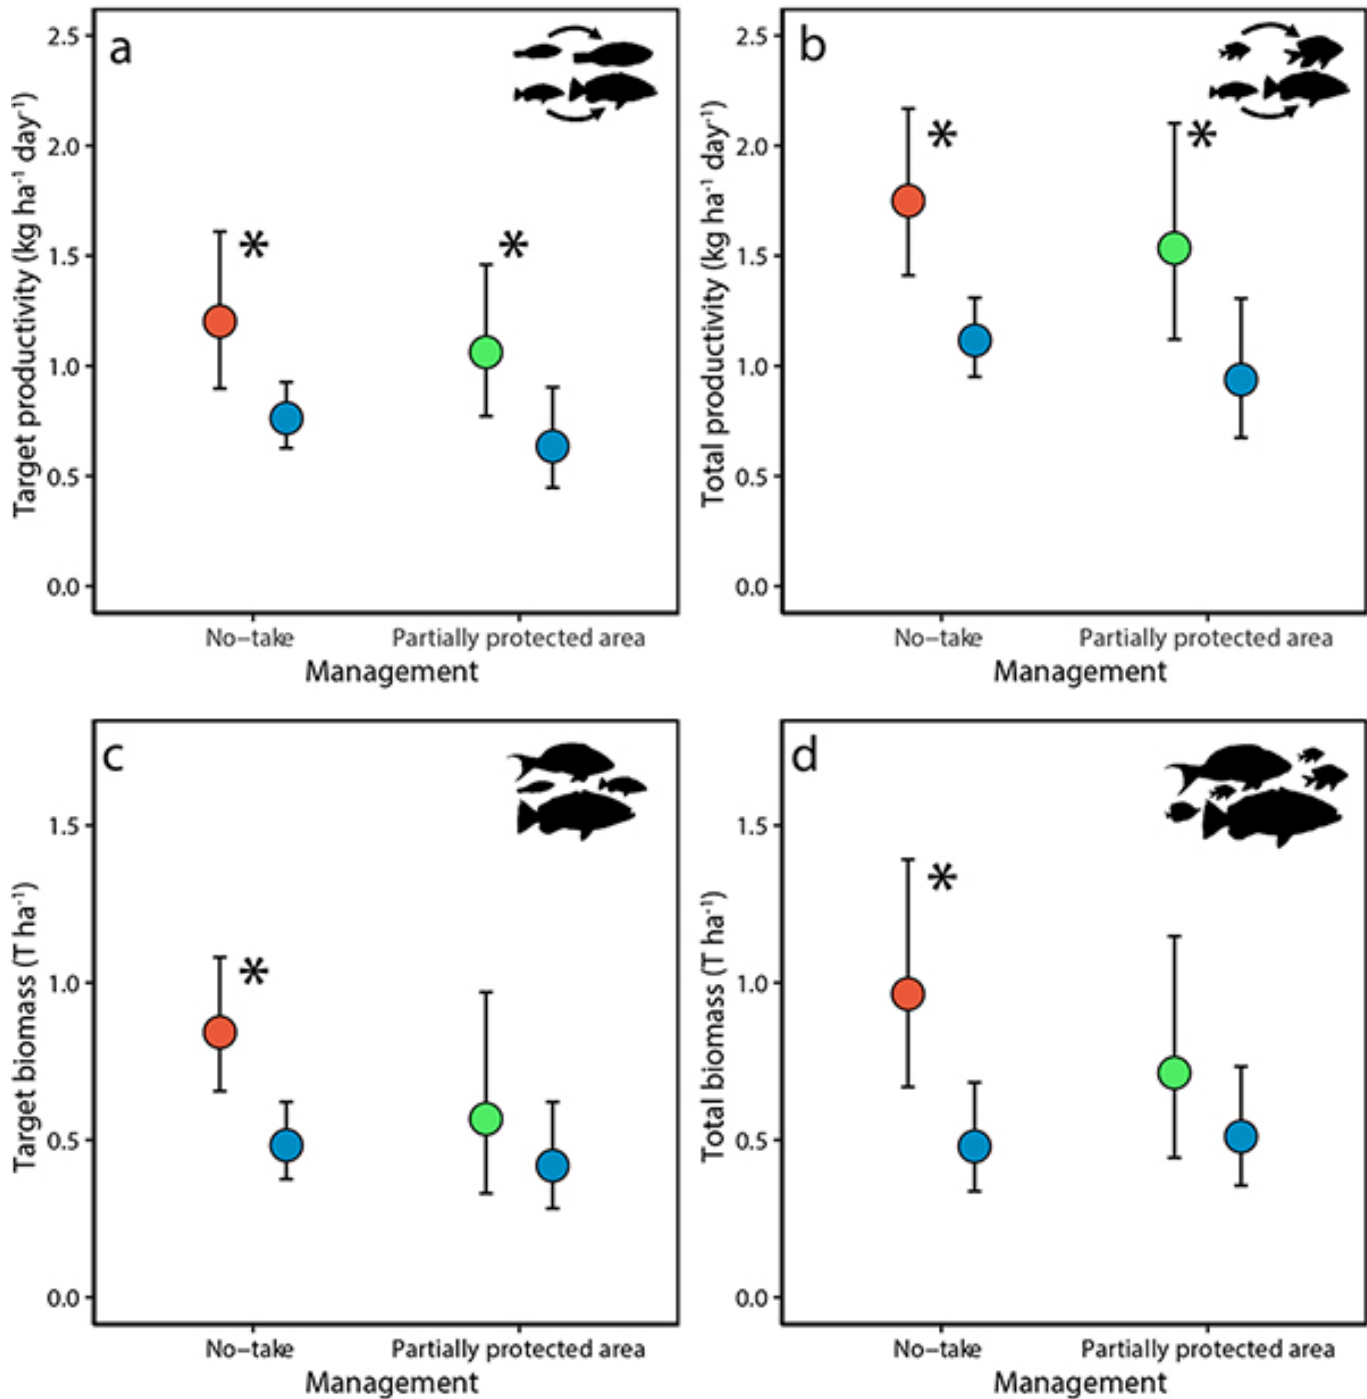 a
Target productivity (kg ha⁻¹ day⁻¹)
2.5
2.0
1.5
1.0
0.5
0.0
*
*
No–take
Partially protected area
Management
b
Total productivity (kg ha⁻¹ day⁻¹)
2.5
2.0
1.5
1.0
0.5
0.0
*
*
No–take
Partially protected area
Management
c
Target biomass (T ha⁻¹)
1.5
1.0
0.5
0.0
*
No–take
Partially protected area
Management
d
Total biomass (T ha⁻¹)
1.5
1.0
0.5
0.0
*
No–take
Partially protected area
Management